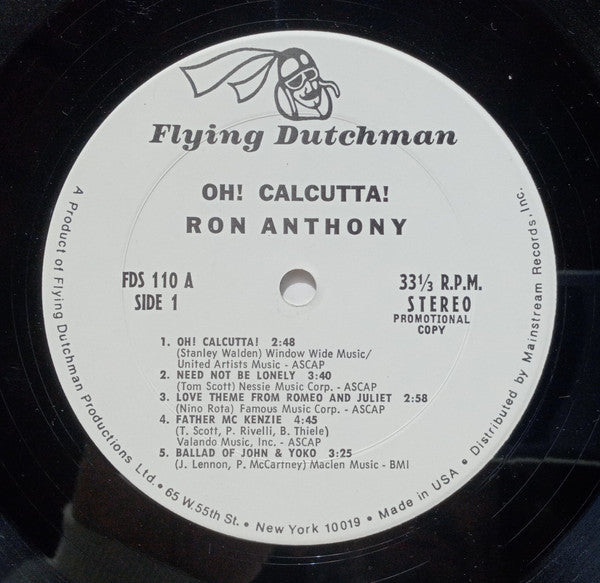 Flying Dutchman
OH! CALCUTTA!
RON ANTHONY
FDS 110 A
SIDE 1
33⅓ R.P.M.
STEREO
PROMOTIONAL
COPY
1. OH! CALCUTTA! 2:48
(Stanley Walden) Window Wide Music/
United Artists Music - ASCAP
2. NEED NOT BE LONELY 3:40
(Tom Scott) Nessie Music Corp. - ASCAP
3. LOVE THEME FROM ROMEO AND JULIET 2:58
(Nino Rota) Famous Music Corp. - ASCAP
4. FATHER MC KENZIE 4:45
(T. Scott, P. Rivelli, B. Thiele)
Valando Music, Inc. - ASCAP
5. BALLAD OF JOHN & YOKO 3:25
(J. Lennon, P. McCartney) Maclen Music - BMI
A Product of Flying Dutchman Productions Ltd. • 65 W. 55th St. • New York 10019 • Made in USA • Distributed by Mainstream Records, Inc.